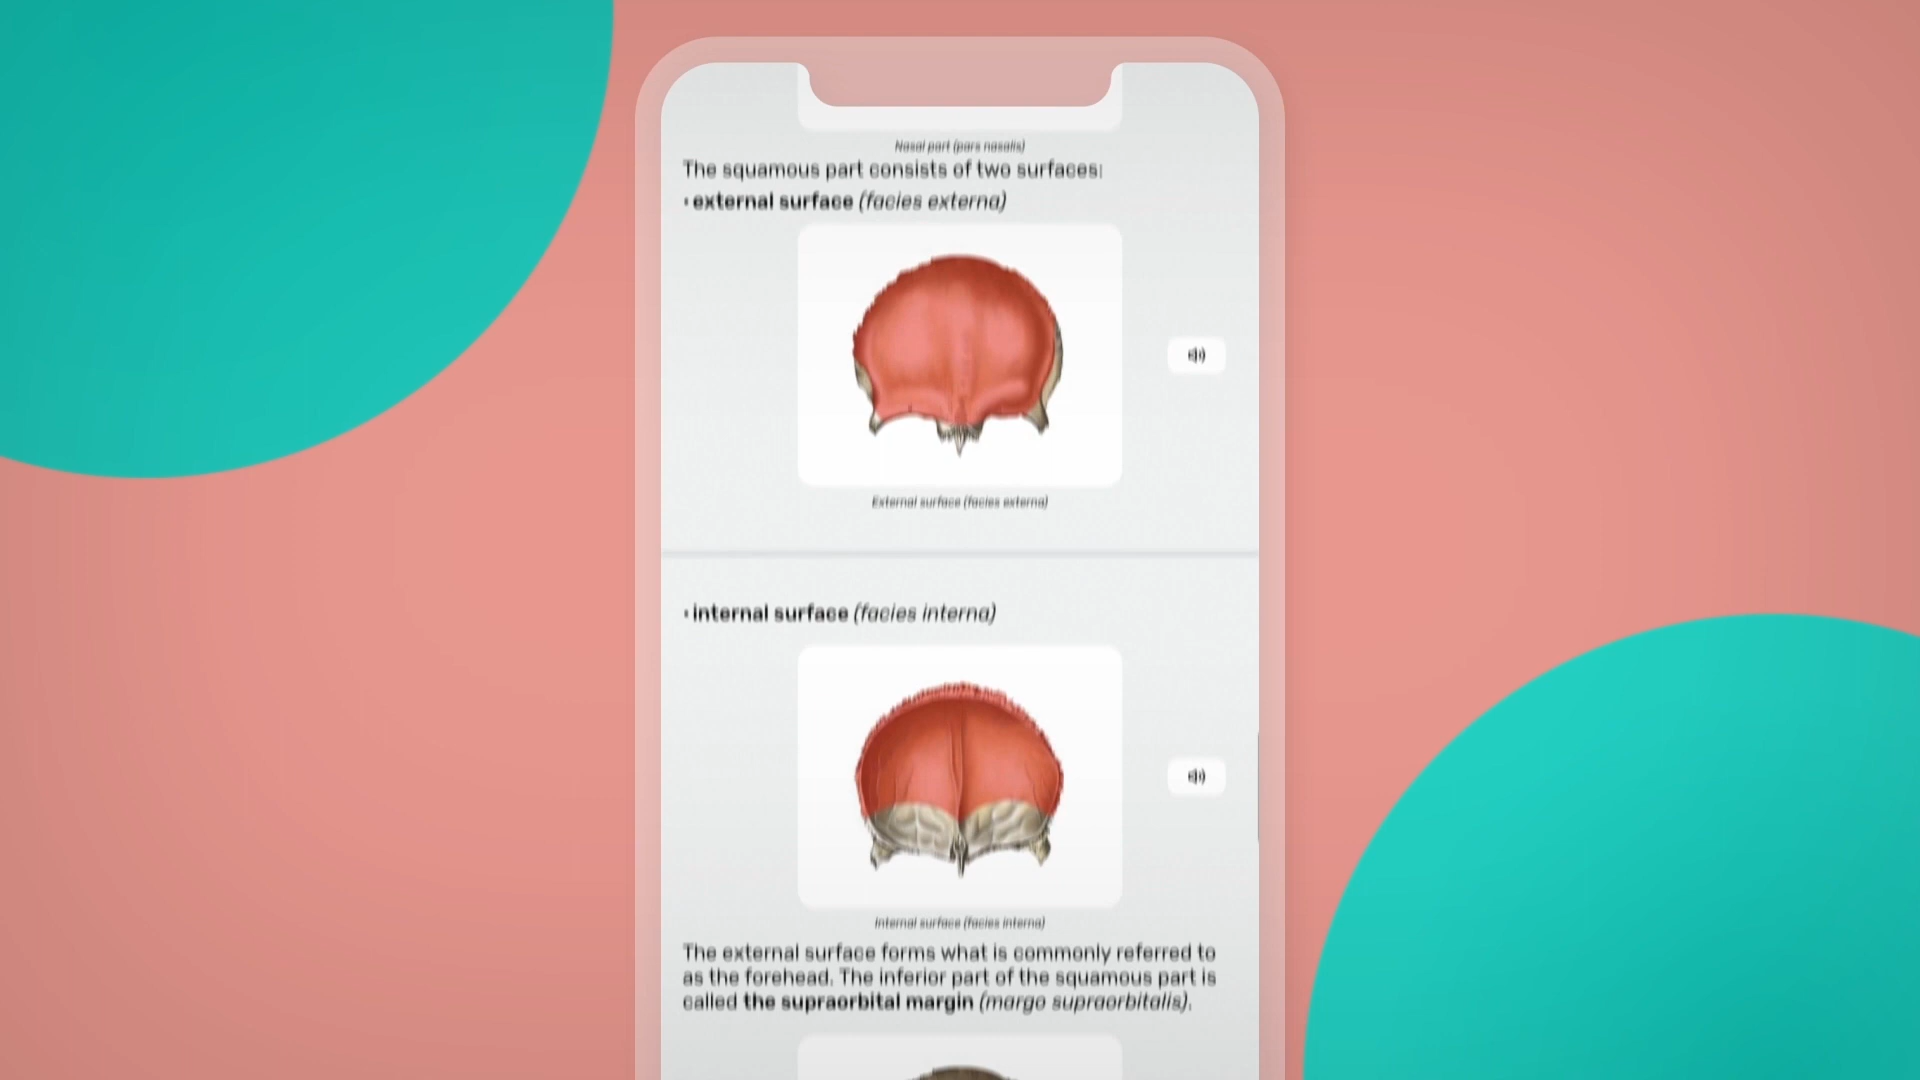 Nasal part (pars nasalis)
The squamous part consists of two surfaces:
• external surface (facies externa)
External surface (facies externa)
• internal surface (facies interna)
Internal surface (facies interna)
The external surface forms what is commonly referred to
as the forehead. The inferior part of the squamous part is
called the supraorbital margin (margo supraorbitalis).